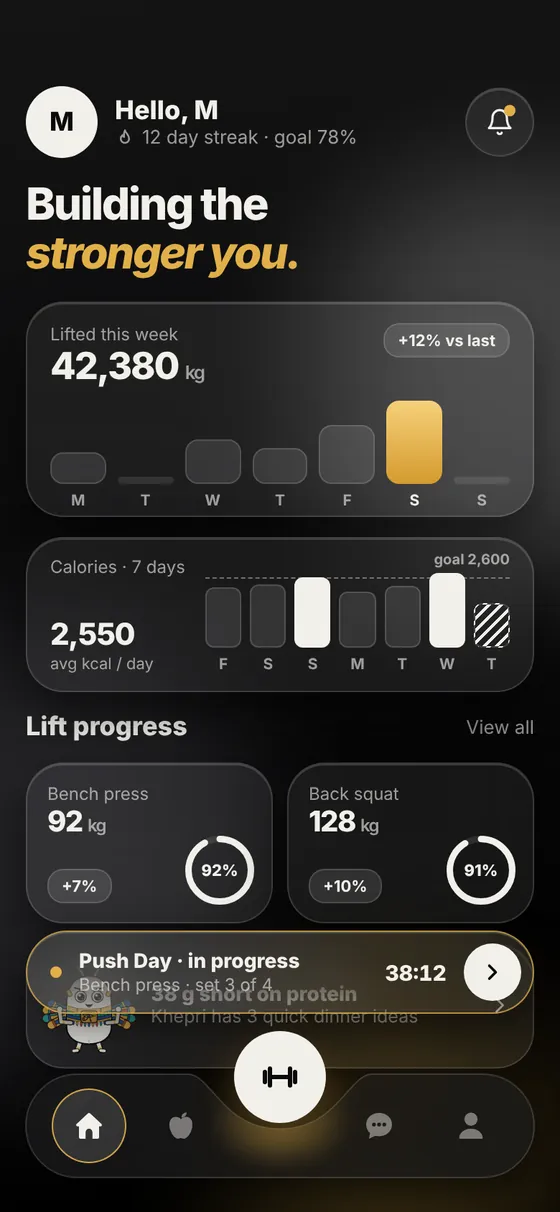 M
Hello, M
12 day streak · goal 78%
Building the
stronger you.
Lifted this week
42,380 kg
+12% vs last
M T W T F S S
Calories · 7 days
goal 2,600
2,550
avg kcal / day
F S S M T W T
Lift progress
View all
Bench press
92 kg
+7%
92%
Back squat
128 kg
+10%
91%
Push Day · in progress
Bench press · set 3 of 4
38:12
38 g short on protein
Khepri has 3 quick dinner ideas